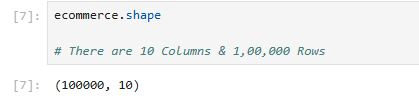 [7]: ecommerce.shape
# There are 10 Columns & 1,00,000 Rows
[7]: (100000, 10)